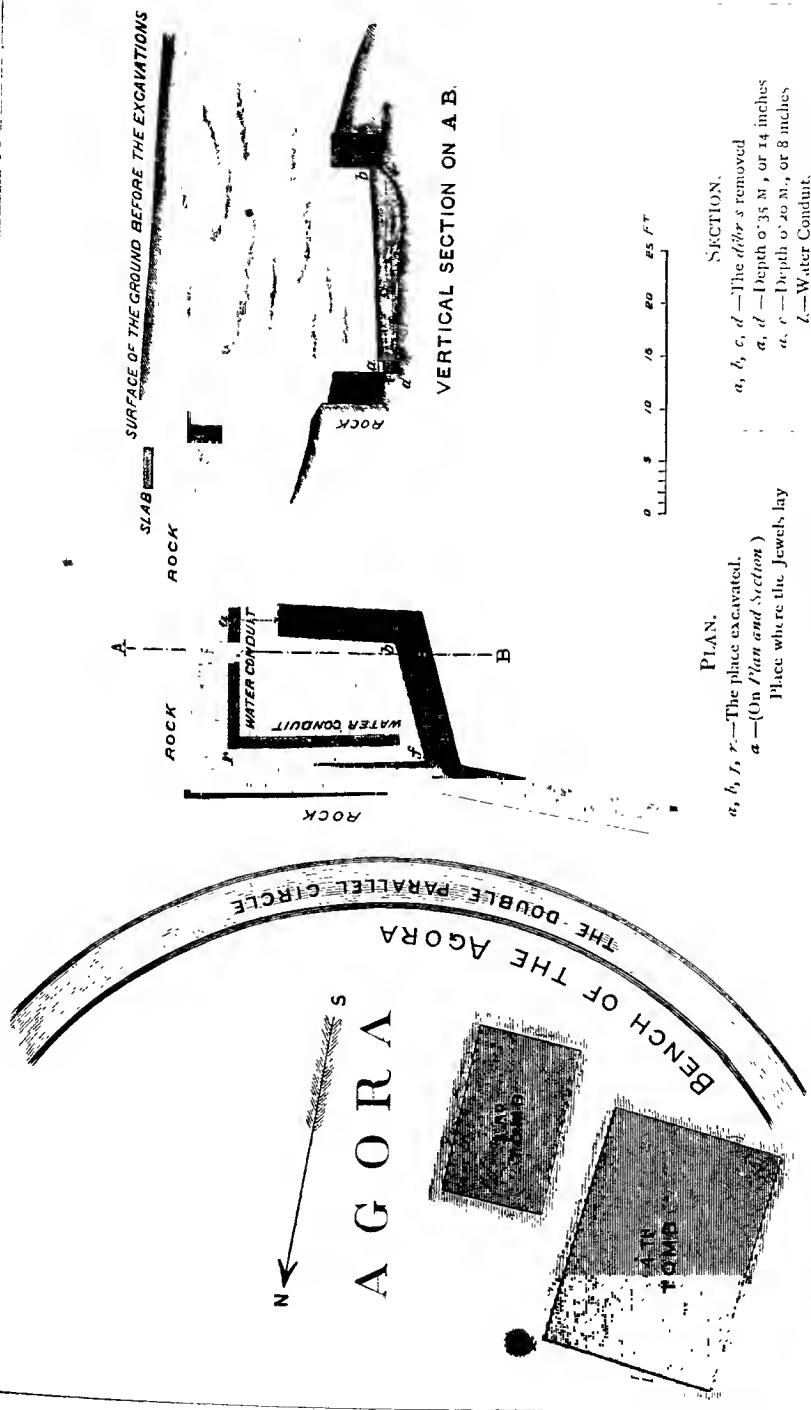 SURFACE OF THE GROUND BEFORE THE EXCAVATIONS
SLAB
ROCK
ROCK
a
b
d
VERTICAL SECTION ON A B.
A
ROCK
WATER CONDUIT
WATER CONDUIT
r
b
f
B
ROCK
0 5 10 15 20 25 FT
THE DOUBLE PARALLEL CIRCLE
BENCH OF THE AGORA
AGORA
N
S
TOMB
4TH
TOMB
PLAN.
a, b, f, r.—The place excavated.
a —(On Plan and Section )
Place where the Jewels lay
SECTION.
a, b, c, d —The removed
a, d —Depth 0·35 M, or 14 inches
a, c —Depth 0·20 M., or 8 inches
Water Conduit.